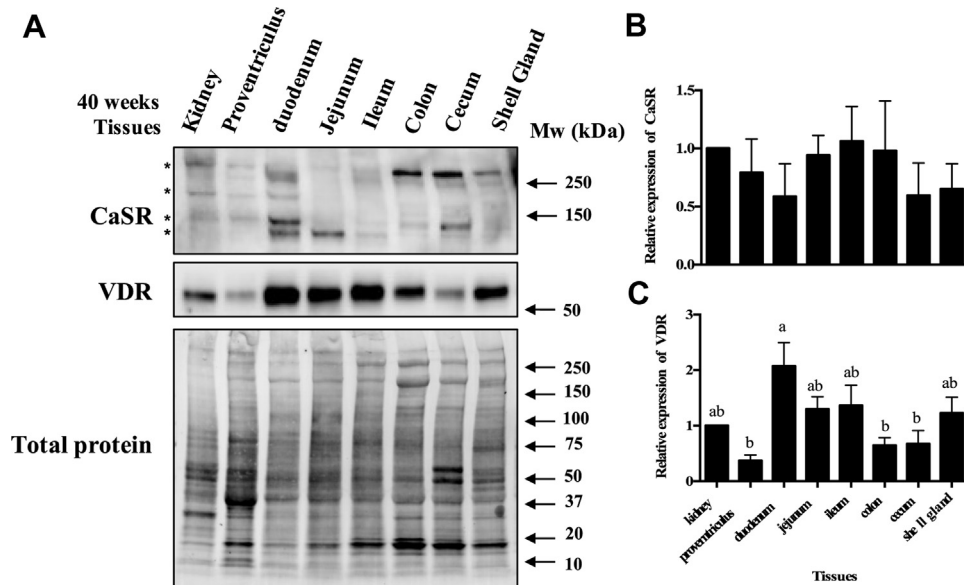 A
40 weeks
Tissues
Kidney
Proventriculus
duodenum
Jejunum
Ileum
Colon
Cecum
Shell Gland
Mw (kDa)
*
*
*
*
CaSR
250
150
VDR
50
Total protein
250
150
100
75
50
37
20
10
B
Relative expression of CaSR
1.5
1.0
0.5
0.0
C
Relative expression of VDR
3
2
1
0
ab
b
a
ab
ab
b
b
ab
kidney
proventriculus
duodenum
jejunum
ileum
colon
cecum
shell gland
Tissues